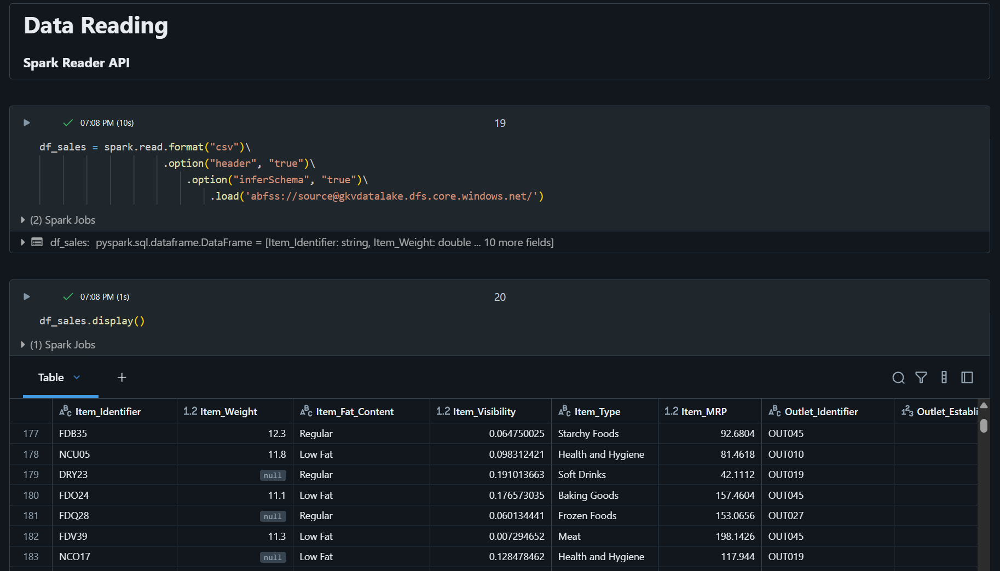 Data Reading
Spark Reader API
07:08 PM (10s)
19
df_sales = spark.read.format("csv")\
.option("header", "true")\
.option("inferSchema", "true")\
.load('abfss://source@gkvdatalake.dfs.core.windows.net/')
(2) Spark Jobs
df_sales: pyspark.sql.dataframe.DataFrame = [Item_Identifier: string, Item_Weight: double ... 10 more fields]
07:08 PM (1s)
20
df_sales.display()
(1) Spark Jobs
Table +
ABC Item_Identifier 1.2 Item_Weight ABC Item_Fat_Content 1.2 Item_Visibility ABC Item_Type 1.2 Item_MRP ABC Outlet_Identifier 123 Outlet_Establi
177 FDB35 12.3 Regular 0.064750025 Starchy Foods 92.6804 OUT045
178 NCU05 11.8 Low Fat 0.098312421 Health and Hygiene 81.4618 OUT010
179 DRY23 null Regular 0.191013663 Soft Drinks 42.1112 OUT019
180 FDO24 11.1 Low Fat 0.176573035 Baking Goods 157.4604 OUT045
181 FDQ28 null Regular 0.060134441 Frozen Foods 153.0656 OUT027
182 FDV39 11.3 Low Fat 0.007294652 Meat 198.1426 OUT045
183 NCO17 null Low Fat 0.128478462 Health and Hygiene 117.944 OUT019